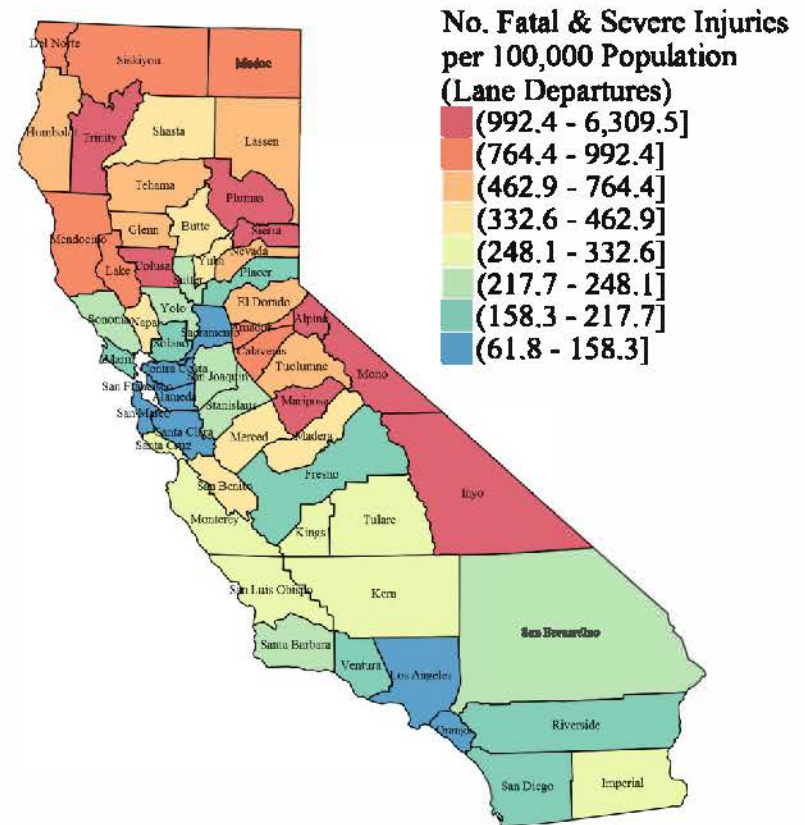 No. Fatal & Severe Injuries
per 100,000 Population
(Lane Departures)
(992.4 - 6,309.5]
(764.4 - 992.4]
(462.9 - 764.4]
(332.6 - 462.9]
(248.1 - 332.6]
(217.7 - 248.1]
(158.3 - 217.7]
(61.8 - 158.3]
Del Norte
Siskiyou
Modoc
Humboldt
Trinity
Shasta
Lassen
Tehama
Plumas
Glenn
Butte
Sierra
Mendocino
Lake
Colusa
Yuba
Nevada
Sutter
Placer
Sonoma
Napa
Yolo
El Dorado
Sacramento
Amador
Alpine
Solano
Marin
Calaveras
Contra Costa
San Joaquin
Tuolumne
Mono
San Francisco
Alameda
Stanislaus
Mariposa
San Mateo
Santa Clara
Santa Cruz
Merced
Madera
San Benito
Fresno
Inyo
Monterey
Kings
Tulare
San Luis Obispo
Kern
San Bernardino
Santa Barbara
Ventura
Los Angeles
Orange
Riverside
San Diego
Imperial